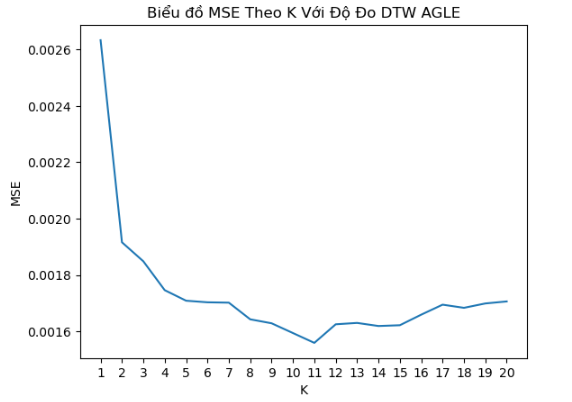 Biểu đồ MSE Theo K Với Độ Đo DTW AGLE
0.0026
0.0024
0.0022
0.0020
0.0018
0.0016
MSE
1 2 3 4 5 6 7 8 9 10 11 12 13 14 15 16 17 18 19 20
K